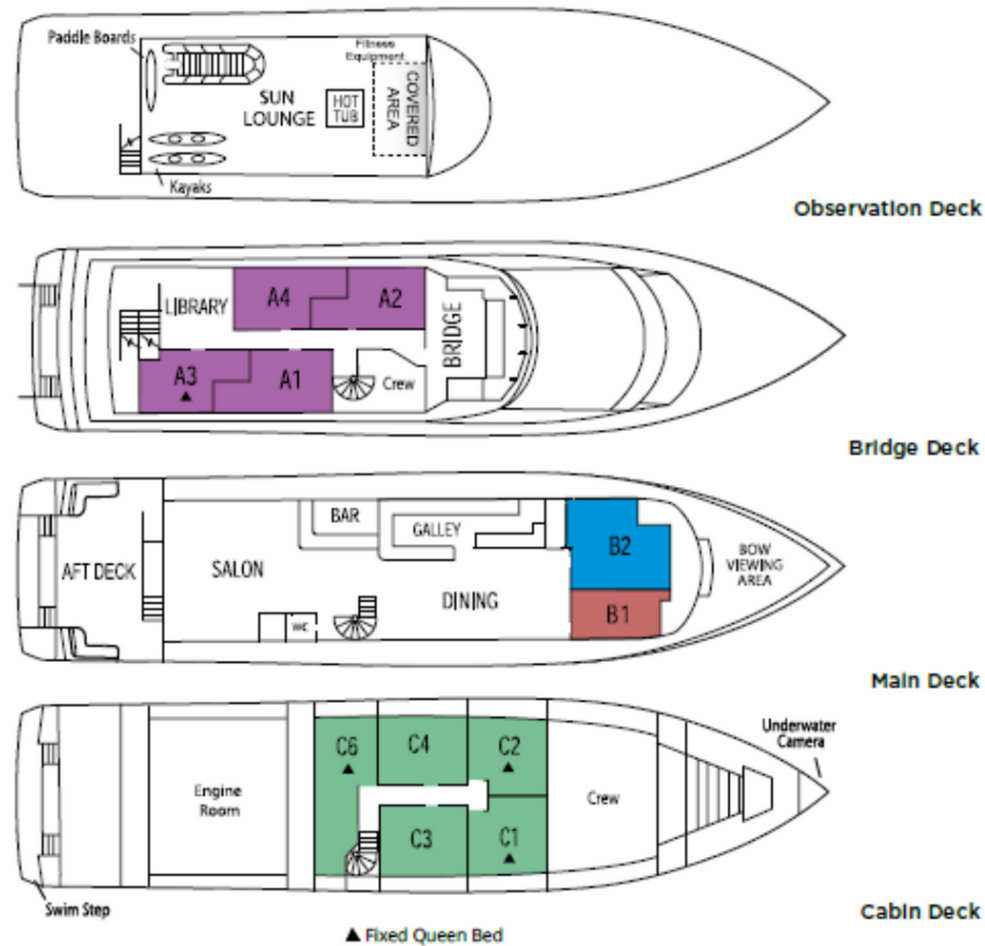 Paddle Boards
Fitness
Equipment
SUN
LOUNGE
HOT
TUB
COVERED
AREA
Kayaks
Observation Deck
LIBRARY
A4
A2
BRIDGE
A3
▲
A1
Crew
Bridge Deck
BAR
GALLEY
B2
BOW
VIEWING
AREA
AFT DECK
SALON
DINING
B1
WC
Main Deck
Underwater
Camera
C6
▲
C4
C2
▲
Engine
Room
Crew
C3
C1
▲
Swim Step
Cabin Deck
▲ Fixed Queen Bed